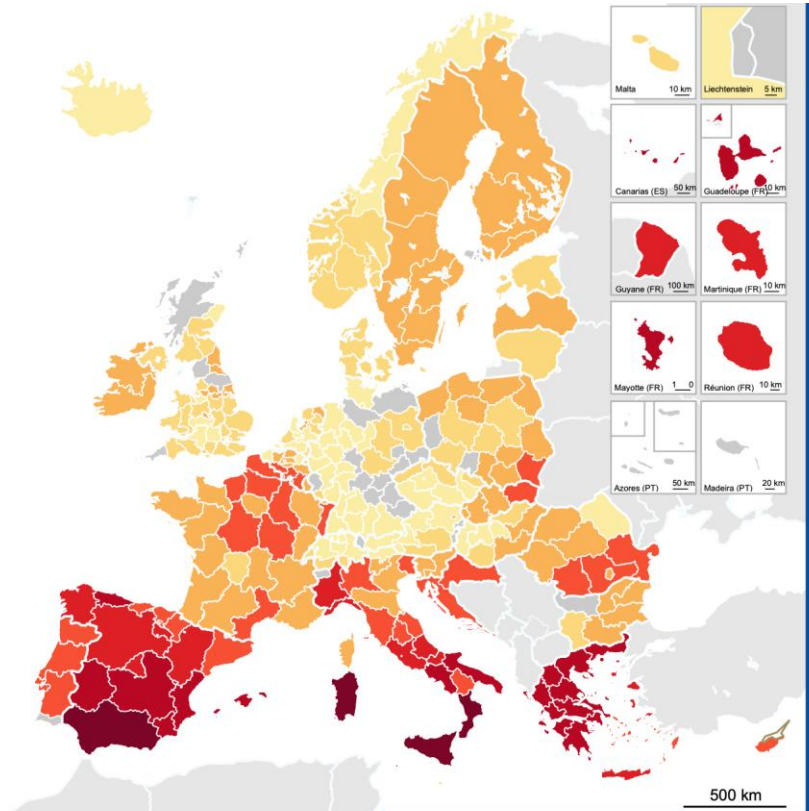 Malta 10 km
Liechtenstein 5 km
Canarias (ES) 50 km
Guadeloupe (FR) 10 km
Guyane (FR) 100 km
Martinique (FR) 10 km
Mayotte (FR) 1 0
Réunion (FR) 10 km
Azores (PT) 50 km
Madeira (PT) 20 km
500 km